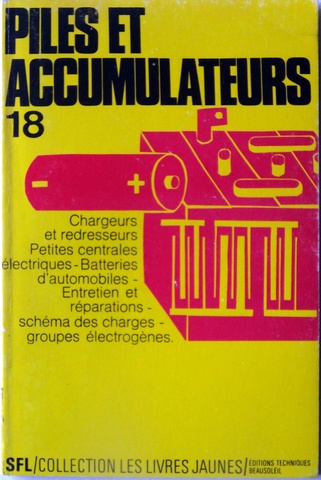 PILES ET
ACCUMULATEURS
18
- +
Chargeurs
et redresseurs
Petites centrales
électriques-Batteries
d'automobiles -
Entretien et
réparations -
schéma des charges -
groupes électrogènes.
SFL/COLLECTION LES LIVRES JAUNES/ÉDITIONS TECHNIQUES
BEAUSOLEIL